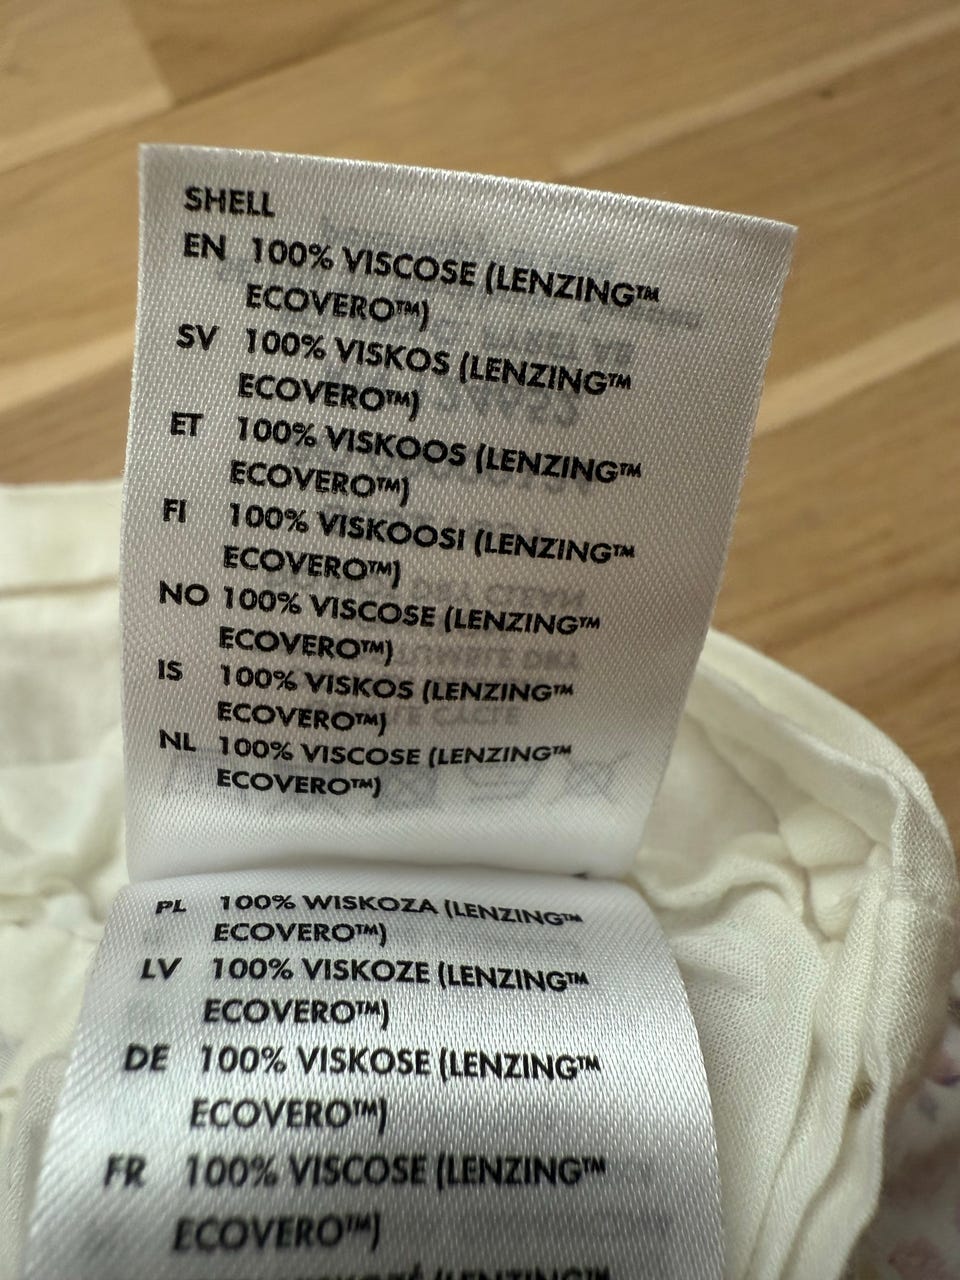 SHELL
EN 100% VISCOSE (LENZING™
ECOVERO™)
SV 100% VISKOS (LENZING™
ECOVERO™)
ET 100% VISKOOS (LENZING™
ECOVERO™)
FI 100% VISKOOSI (LENZING™
ECOVERO™)
NO 100% VISCOSE (LENZING™
ECOVERO™)
IS 100% VISKOS (LENZING™
ECOVERO™)
NL 100% VISCOSE (LENZING™
ECOVERO™)
PL 100% WISKOZA (LENZING™
ECOVERO™)
LV 100% VISKOZE (LENZING™
ECOVERO™)
DE 100% VISKOSE (LENZING™
ECOVERO™)
FR 100% VISCOSE (LENZING™
ECOVERO™)